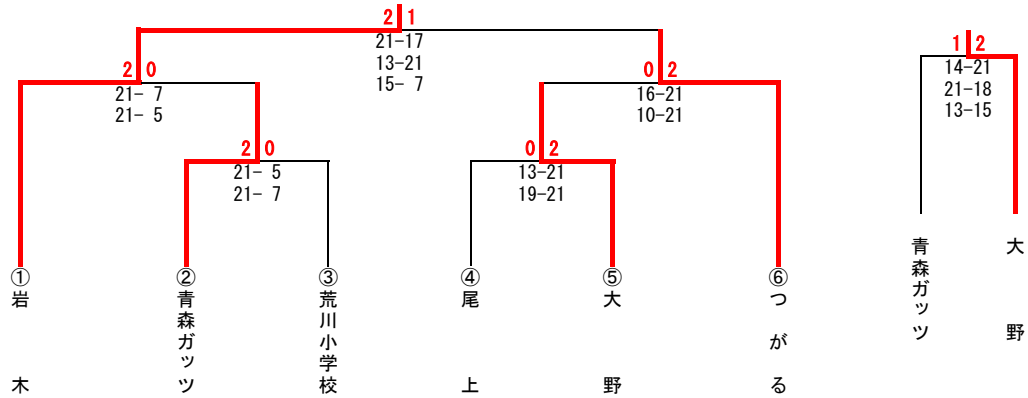 2 1
21-17
13-21
15- 7
2 0
21- 7
21- 5
0 2
16-21
10-21
1 2
14-21
21-18
13-15
2 0
21- 5
21- 7
0 2
13-21
19-21
①岩木
②青森ガッツ
③荒川小学校
④尾上
⑤大野
⑥つがる
青森ガッツ
大野